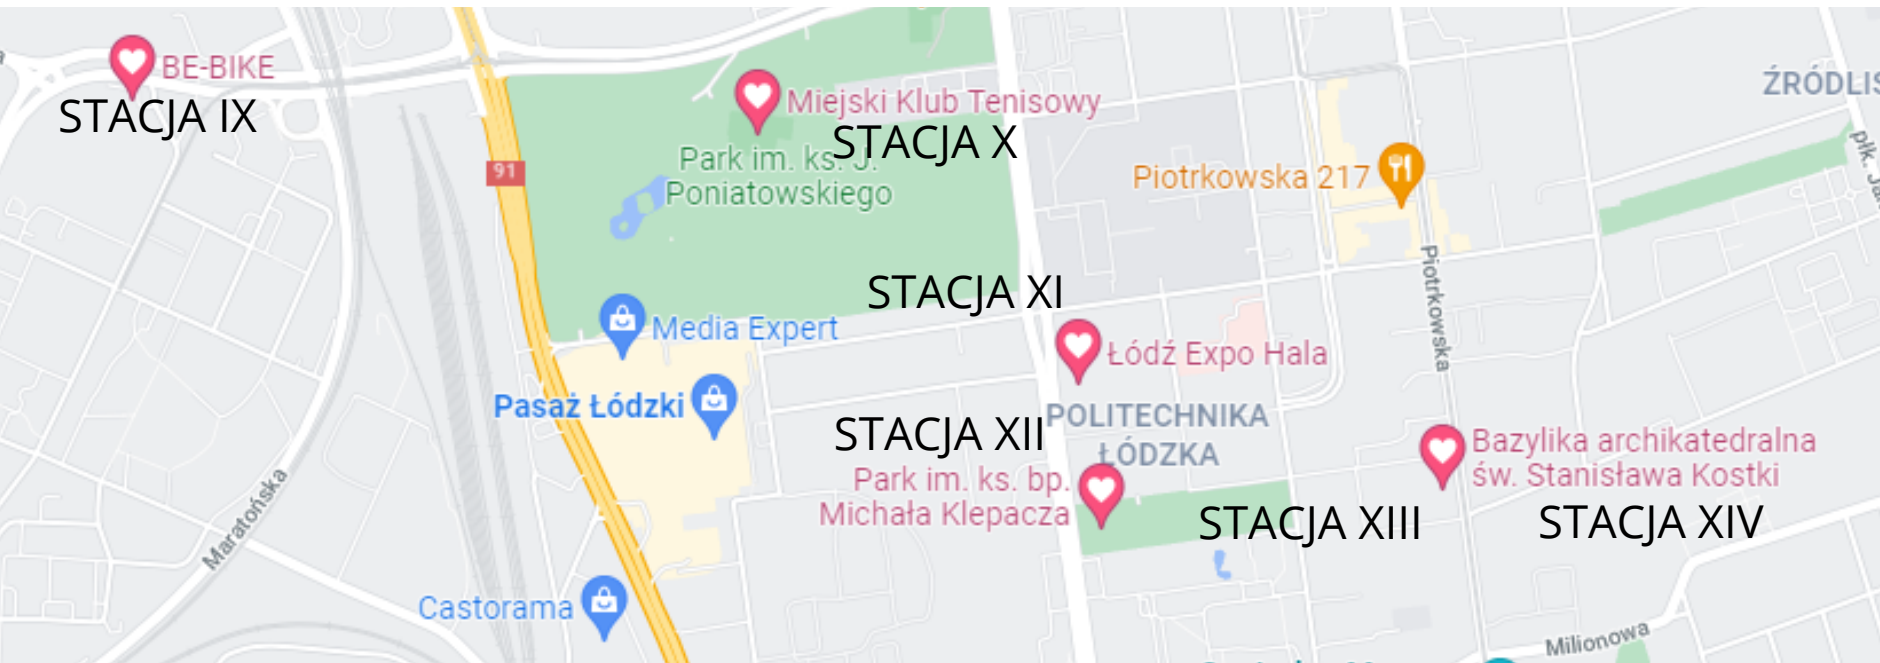 BE-BIKE
STACJA IX
Miejski Klub Tenisowy
STACJA X
Park im. ks. J.
Poniatowskiego
91
Piotrkowska 217
Piotrkowska
STACJA XI
Media Expert
Pasaż Łódzki
Łódź Expo Hala
POLITECHNIKA
ŁÓDZKA
STACJA XII
Park im. ks. bp.
Michała Klepacza
STACJA XIII
Bazylika archikatedralna
św. Stanisława Kostki
STACJA XIV
Maratońska
Castorama
Milionowa
płk.